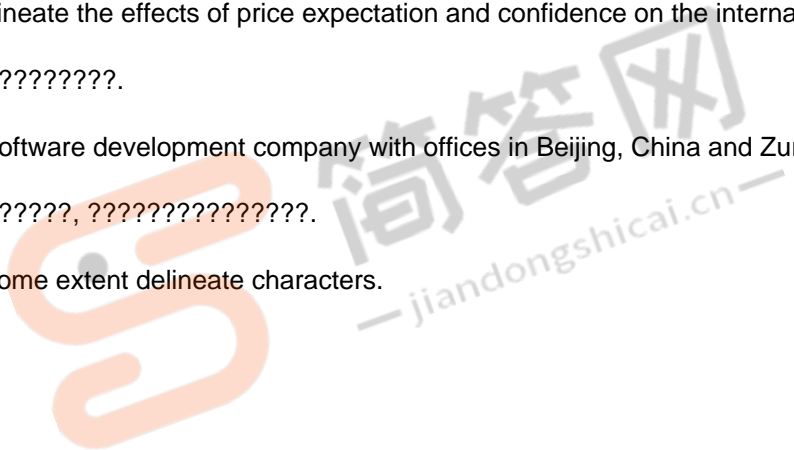 ineate the effects of price expectation and confidence on the interna
?????????.
oftware development company with offices in Beijing, China and Zu
?????, ???????????????.
ome extent delineate characters.
简答网
jiandongshicai.cn